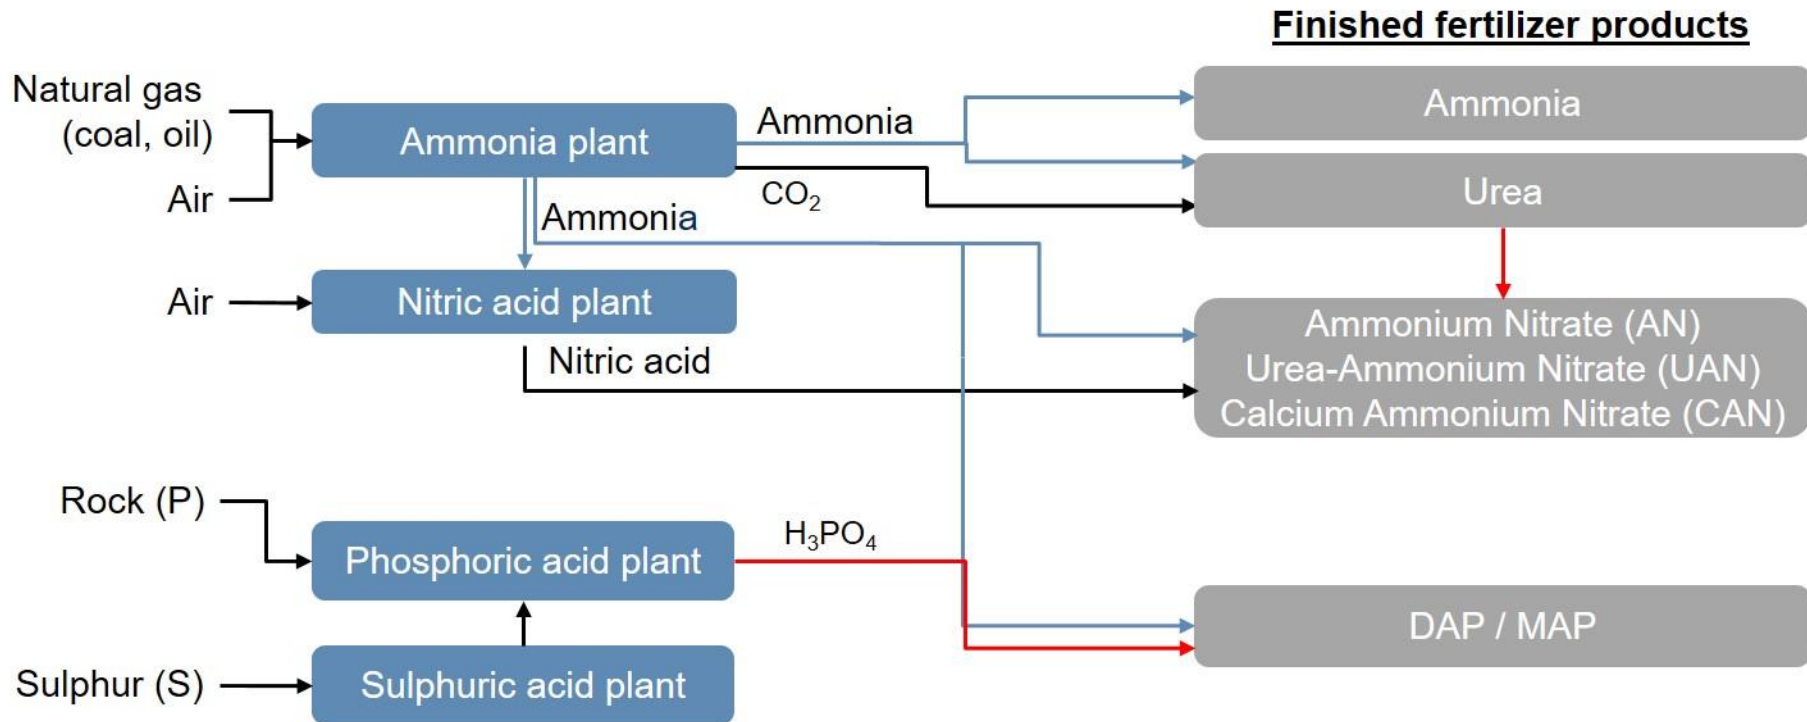 Finished fertilizer products
Natural gas
(coal, oil)
Air
Ammonia plant
Ammonia
CO₂
Ammonia
Urea
Ammonia
Air
Nitric acid plant
Nitric acid
Ammonium Nitrate (AN)
Urea-Ammonium Nitrate (UAN)
Calcium Ammonium Nitrate (CAN)
Rock (P)
Phosphoric acid plant
H₃PO₄
DAP / MAP
Sulphur (S)
Sulphuric acid plant